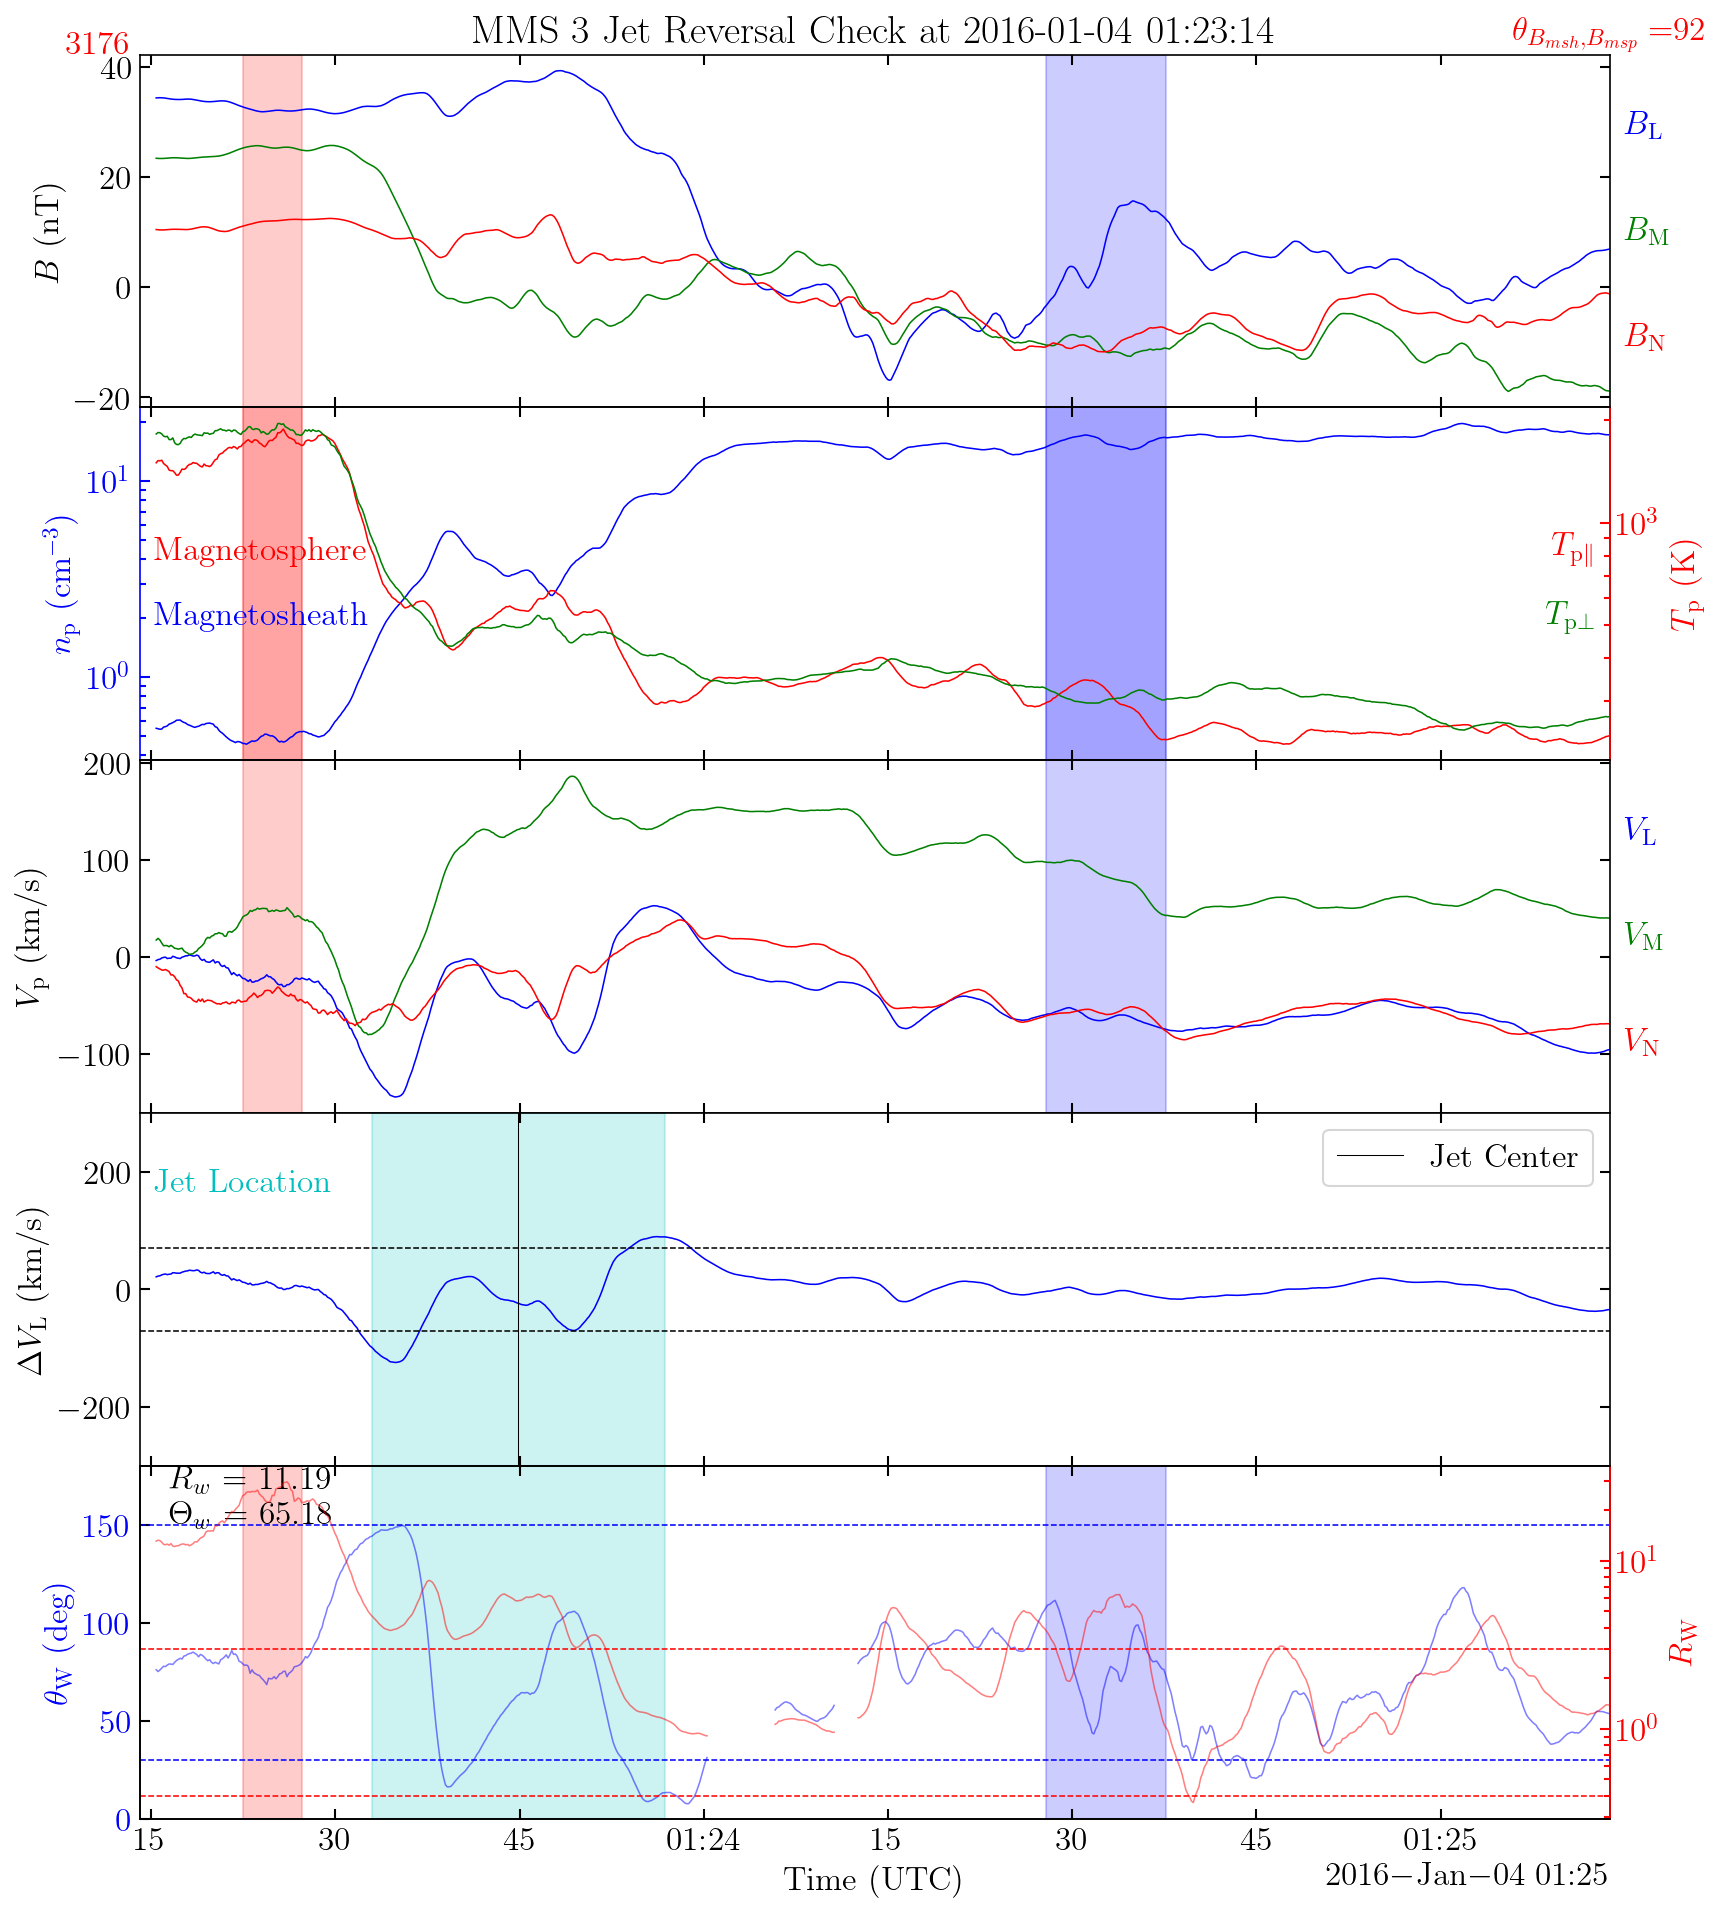 MMS 3 Jet Reversal Check at 2016-01-04 01:23:14
3176
θ_{B_{msh},B_{msp}} =92
40
20
0
−20
B (nT)
B_L
B_M
B_N
10^1
10^0
n_p (cm^{−3})
Magnetosphere
Magnetosheath
T_{p∥}
T_{p⊥}
10^3
T_p (K)
200
100
0
−100
V_p (km/s)
V_L
V_M
V_N
Jet Location
Jet Center
200
0
−200
ΔV_L (km/s)
R_w = 11.19
Θ_w = 65.18
150
100
50
0
θ_W (deg)
10^1
10^0
R_W
15 30 45 01:24 15 30 45 01:25
Time (UTC)
2016−Jan−04 01:25